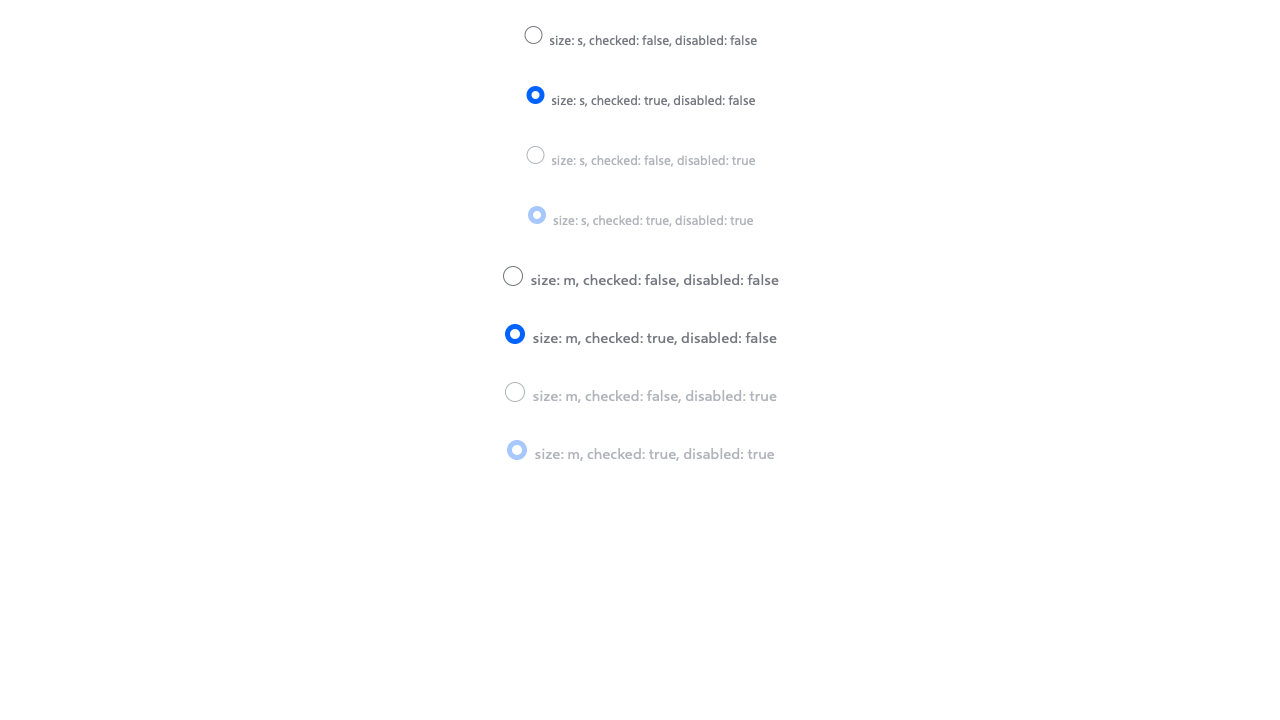 size: s, checked: false, disabled: false
size: s, checked: true, disabled: false
size: s, checked: false, disabled: true
size: s, checked: true, disabled: true
size: m, checked: false, disabled: false
size: m, checked: true, disabled: false
size: m, checked: false, disabled: true
size: m, checked: true, disabled: true